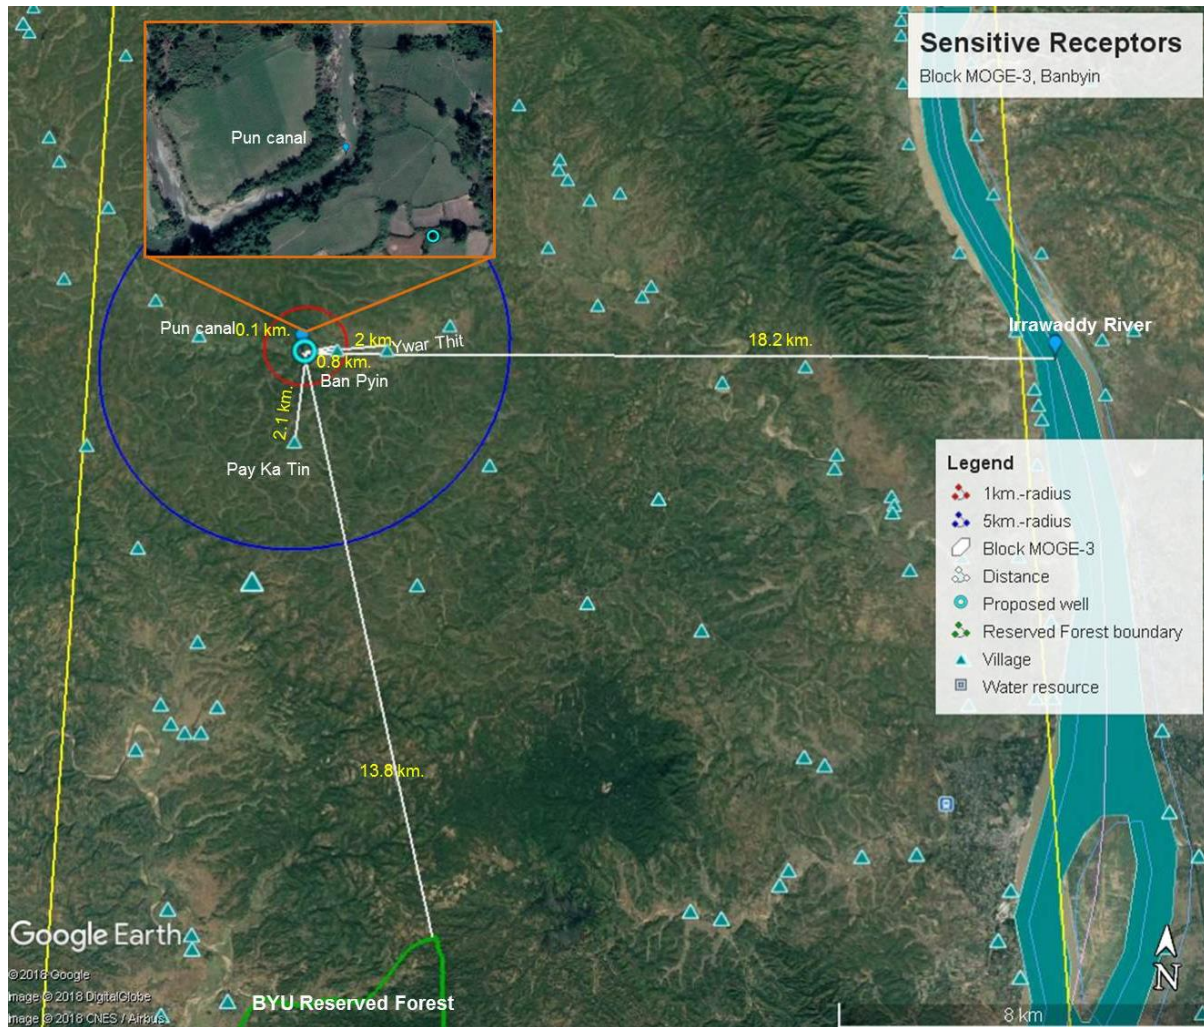 Sensitive Receptors
Block MOGE-3, Banbyin
Pun canal
Pun canal
0.1 km.
2 km.
Ywar Thit
0.8 km.
Ban Pyin
18.2 km.
Irrawaddy River
2.1 km.
Pay Ka Tin
Legend
1km.-radius
5km.-radius
Block MOGE-3
Distance
Proposed well
Reserved Forest boundary
Village
Water resource
13.8 km.
Google Earth
©2018 Google
Image © 2018 DigitalGlobe
Image © 2018 CNES / Airbus
BYU Reserved Forest
N
8 km